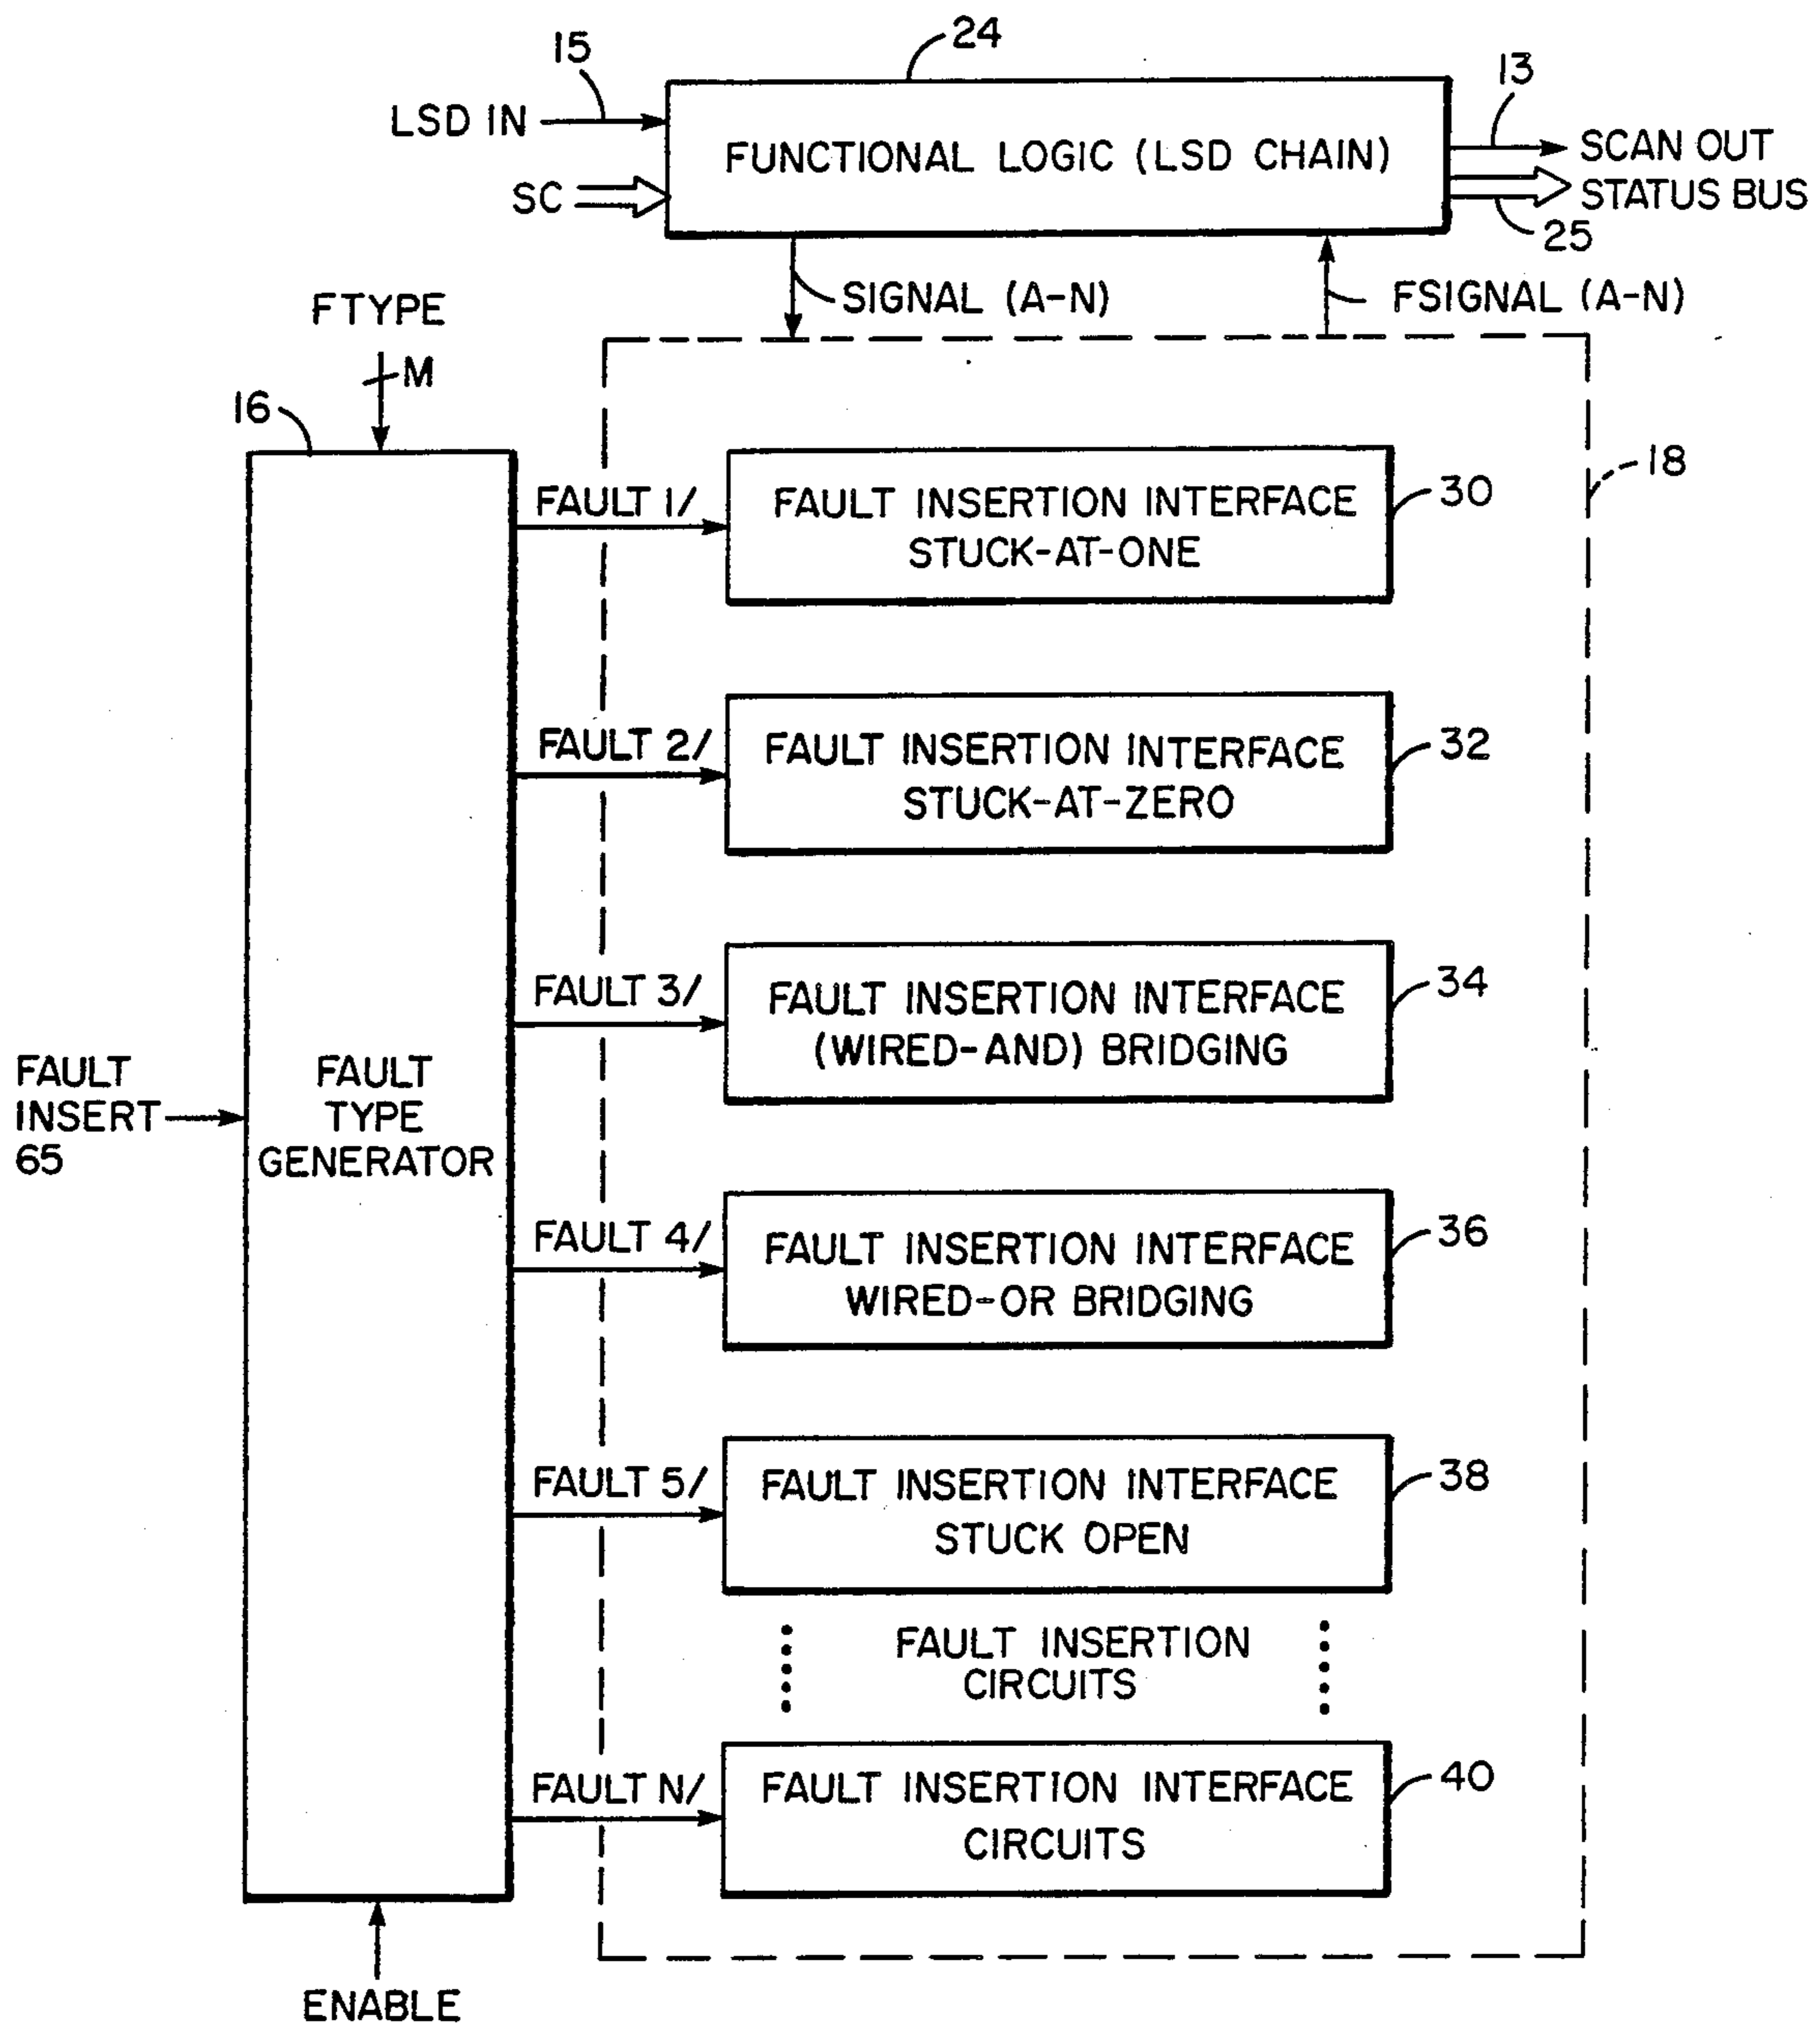 24
15
13
LSD IN
FUNCTIONAL LOGIC (LSD CHAIN)
SCAN OUT
SC
STATUS BUS
25
SIGNAL (A-N)
FSIGNAL (A-N)
FTYPE
M
16
18
FAULT 1/
FAULT INSERTION INTERFACE
STUCK-AT-ONE
30
FAULT 2/
FAULT INSERTION INTERFACE
STUCK-AT-ZERO
32
FAULT 3/
FAULT INSERTION INTERFACE
(WIRED-AND) BRIDGING
34
FAULT
INSERT
65
FAULT
TYPE
GENERATOR
FAULT 4/
FAULT INSERTION INTERFACE
WIRED-OR BRIDGING
36
FAULT 5/
FAULT INSERTION INTERFACE
STUCK OPEN
38
FAULT INSERTION
CIRCUITS
FAULT N/
FAULT INSERTION INTERFACE
CIRCUITS
40
ENABLE